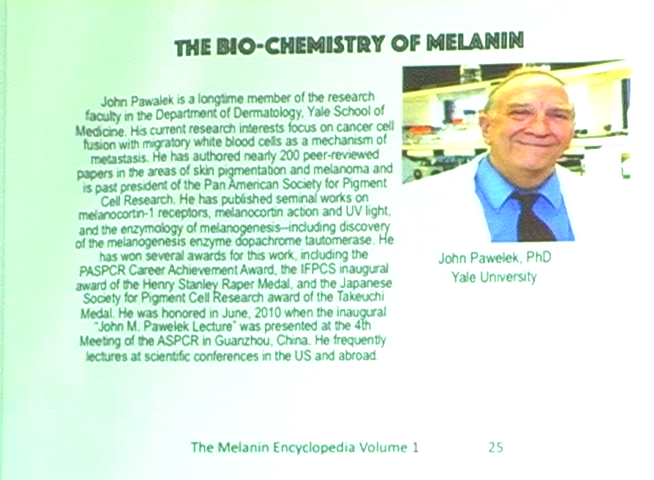 THE BIO-CHEMISTRY OF MELANIN
John Pawalek is a longtime member of the research
faculty in the Department of Dermatology, Yale School of
Medicine. His current research interests focus on cancer cell
fusion with migratory white blood cells as a mechanism of
metastasis. He has authored nearly 200 peer-reviewed
papers in the areas of skin pigmentation and melanoma and
is past president of the Pan American Society for Pigment
Cell Research. He has published seminal works on
melanocortin-1 receptors, melanocortin action and UV light,
and the enzymology of melanogenesis—including discovery
of the melanogenesis enzyme dopachrome tautomerase. He
has won several awards for this work, including the
PASPCR Career Achievement Award, the IFPCS inaugural
award of the Henry Stanley Raper Medal, and the Japanese
Society for Pigment Cell Research award of the Takeuchi
Medal. He was honored in June, 2010 when the inaugural
"John M. Pawelek Lecture" was presented at the 4th
Meeting of the ASPCR in Guanzhou, China. He frequently
lectures at scientific conferences in the US and abroad.
John Pawelek, PhD
Yale University
The Melanin Encyclopedia Volume 1 25